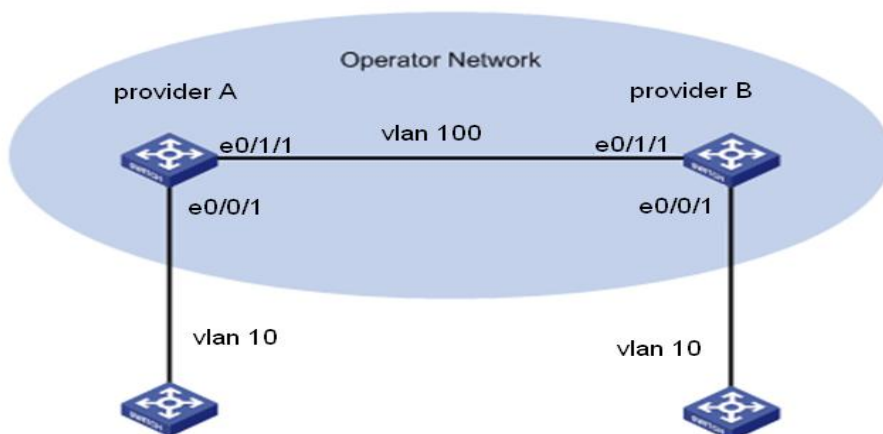 Operator Network
provider A
provider B
e0/1/1
vlan 100
e0/1/1
e0/0/1
e0/0/1
vlan 10
vlan 10